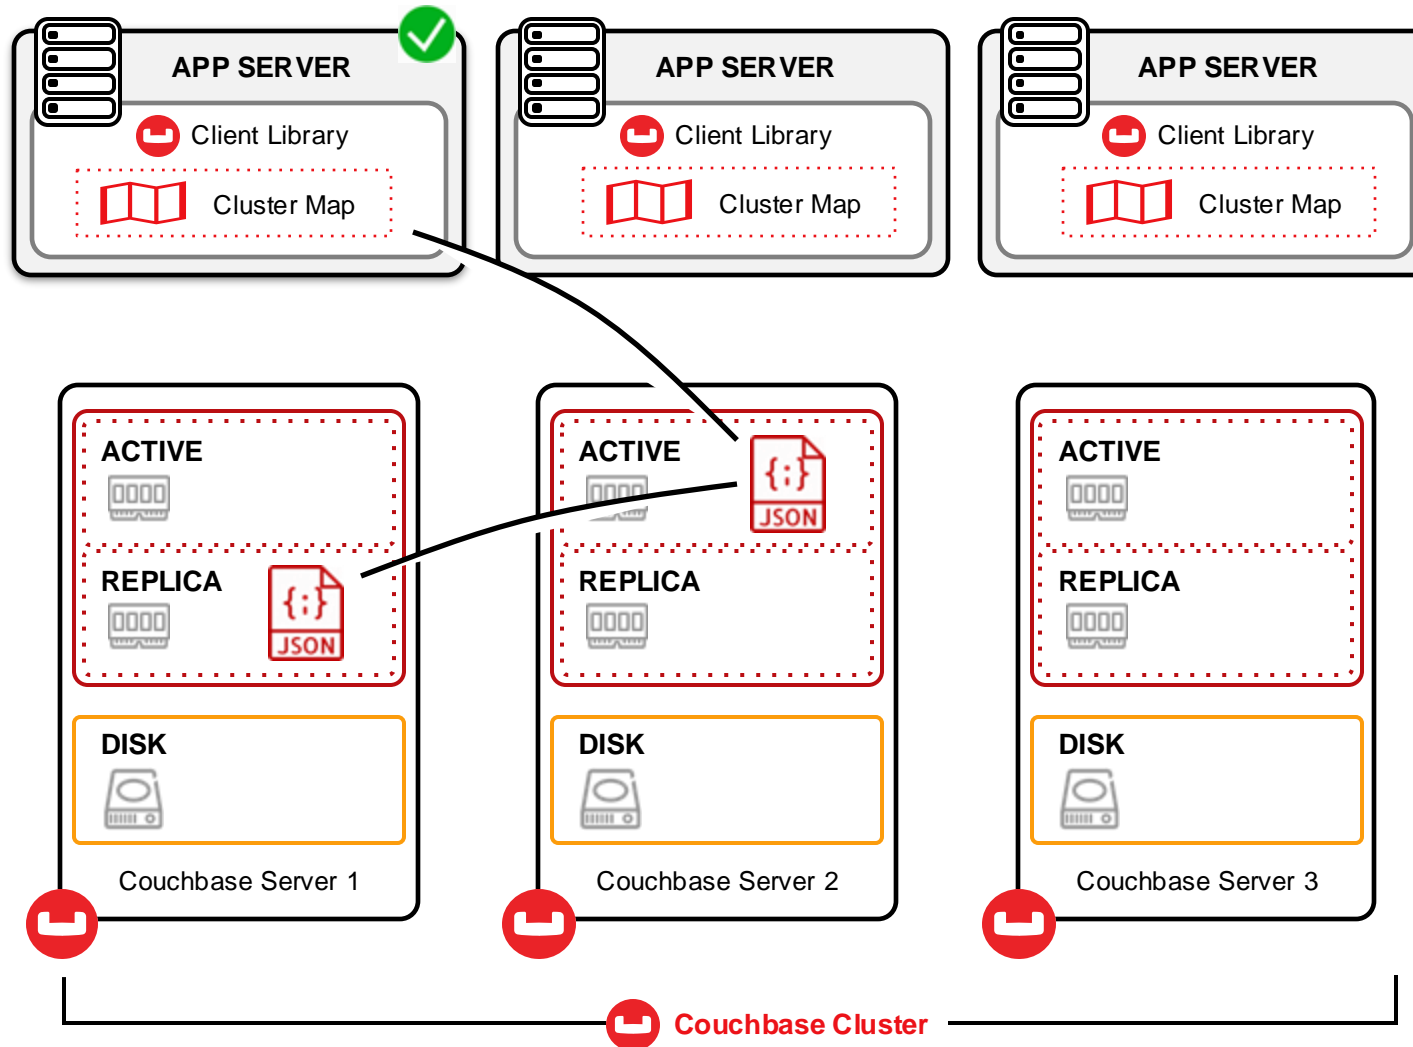 APP SERVER
Client Library
Cluster Map
APP SERVER
Client Library
Cluster Map
APP SERVER
Client Library
Cluster Map
ACTIVE
REPLICA
{;}
JSON
DISK
Couchbase Server 1
ACTIVE
{;}
JSON
REPLICA
DISK
Couchbase Server 2
ACTIVE
REPLICA
DISK
Couchbase Server 3
Couchbase Cluster